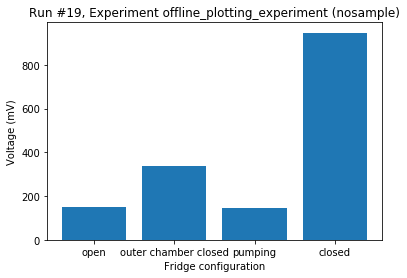 Run #19, Experiment offline_plotting_experiment (nosample)
Voltage (mV)
800
600
400
200
0
open outer chamber closed pumping closed
Fridge configuration